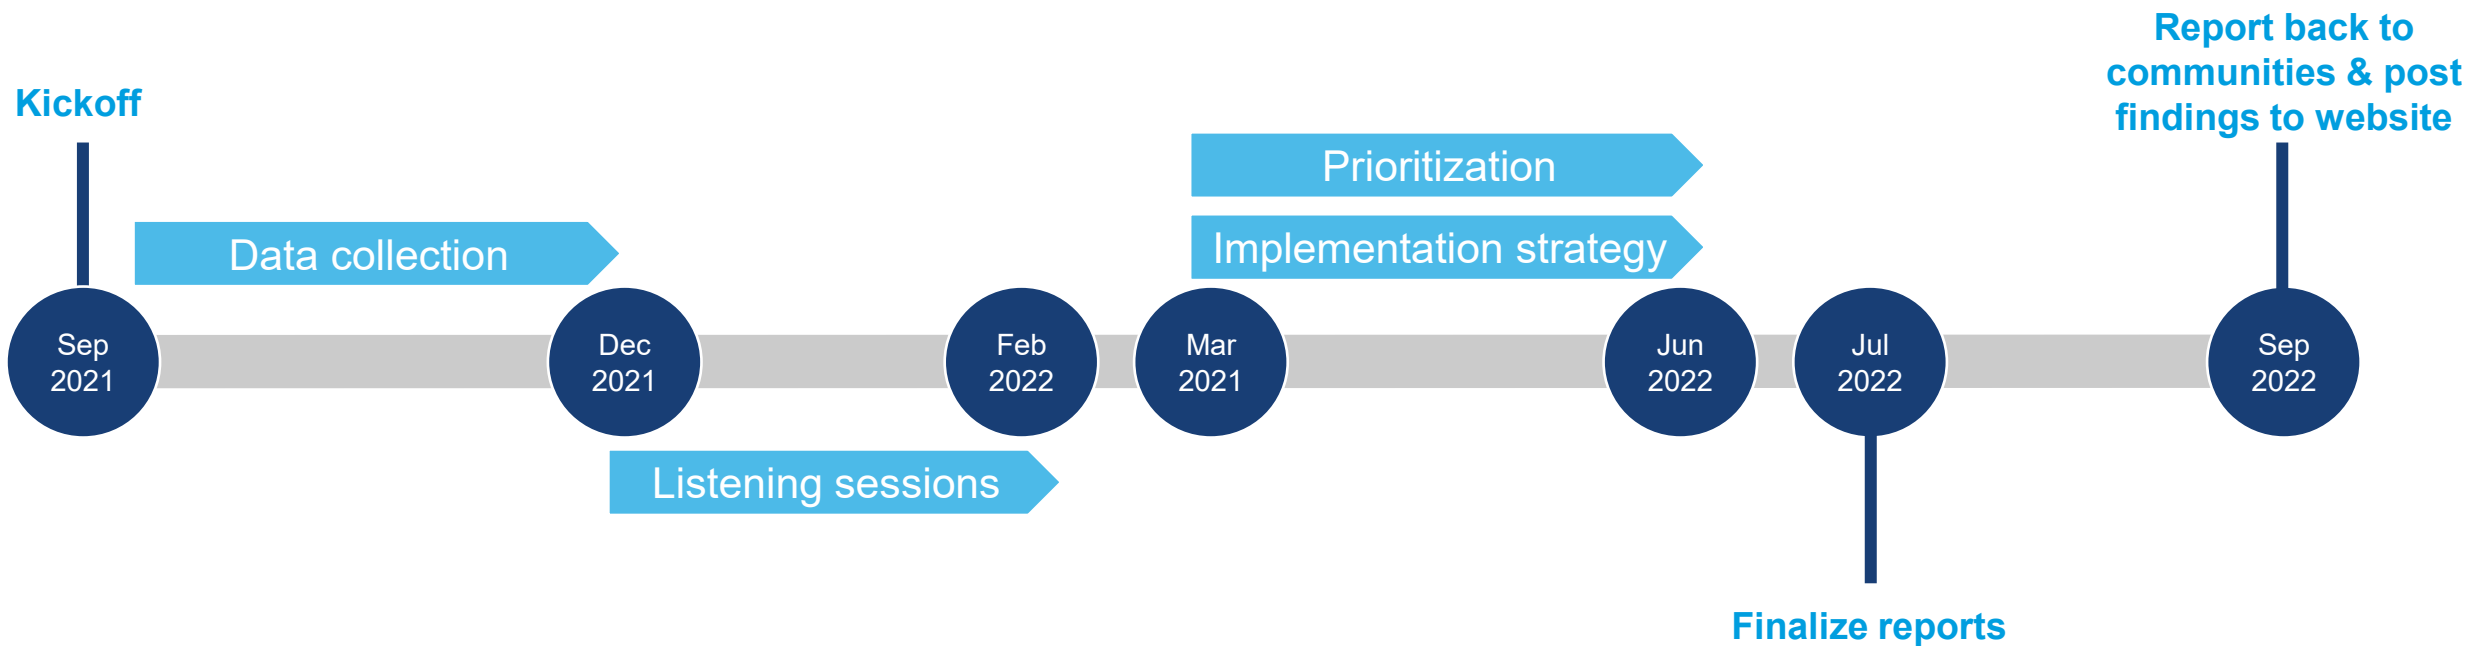 Kickoff
Report back to
communities & post
findings to website
Prioritization
Data collection
Implementation strategy
Sep
2021
Dec
2021
Feb
2022
Mar
2021
Jun
2022
Jul
2022
Sep
2022
Listening sessions
Finalize reports